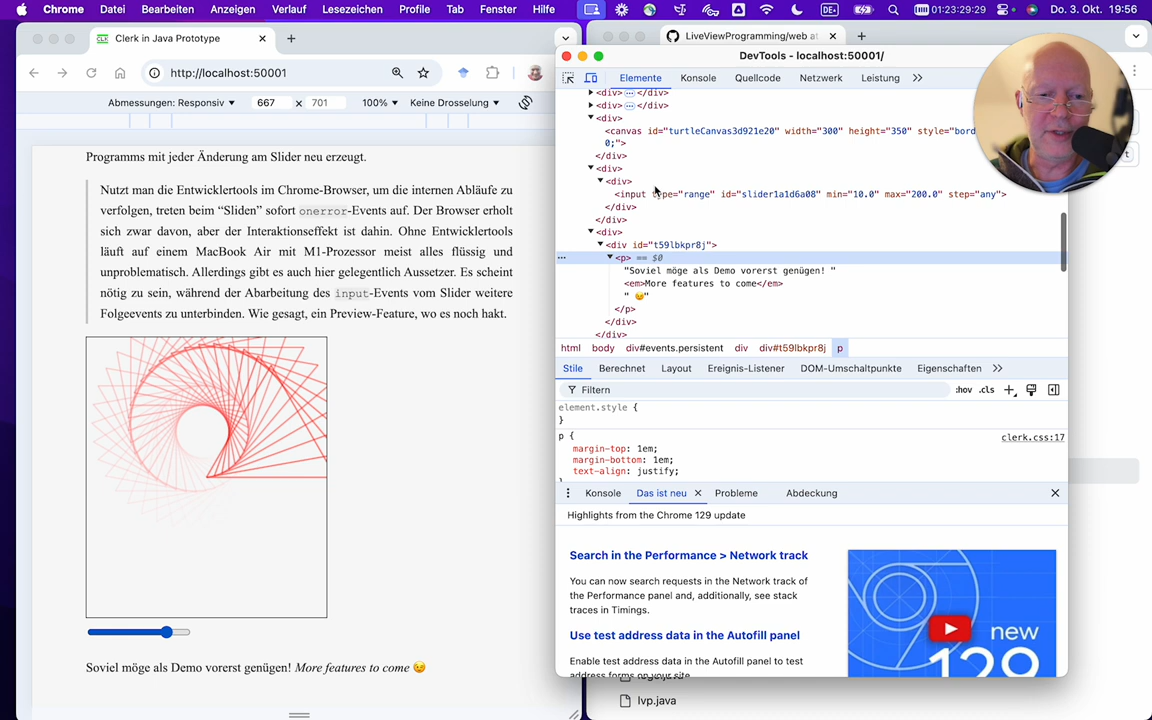 Chrome Datei Bearbeiten Anzeigen Verlauf Lesezeichen Profile Tab Fenster Hilfe DE 01:23:29:29 Do. 3. Okt. 19:56
CLK Clerk in Java Prototype
http://localhost:50001
Abmessungen: Responsiv 667 × 701 100% Keine Drosselung
Programms mit jeder Änderung am Slider neu erzeugt.
Nutzt man die Entwicklertools im Chrome-Browser, um die internen Abläufe zu
verfolgen, treten beim “Sliden” sofort onerror-Events auf. Der Browser erholt
sich zwar davon, aber der Interaktionseffekt ist dahin. Ohne Entwicklertools
läuft auf einem MacBook Air mit M1-Prozessor meist alles flüssig und
unproblematisch. Allerdings gibt es auch hier gelegentlich Aussetzer. Es scheint
nötig zu sein, während der Abarbeitung des input-Events vom Slider weitere
Folgeevents zu unterbinden. Wie gesagt, ein Preview-Feature, wo es noch hakt.
Soviel möge als Demo vorerst genügen! More features to come 😉
LiveViewProgramming/web at
DevTools - localhost:50001/
Elemente Konsole Quellcode Netzwerk Leistung
<div> ⋯ </div>
<div> ⋯ </div>
<div>
<canvas id="turtleCanvas3d921e20" width="300" height="350" style="bord
0;">
</div>
<div>
<div>
<input type="range" id="slider1a1d6a08" min="10.0" max="200.0" step="any">
</div>
</div>
<div>
<div id="t59lbkpr8j">
<p> == $0
"Soviel möge als Demo vorerst genügen! "
<em>More features to come</em>
" 😉"
</p>
</div>
</div>
html body div#events.persistent div div#t59lbkpr8j p
Stile Berechnet Layout Ereignis-Listener DOM-Umschaltpunkte Eigenschaften
Filtern :hov .cls
element.style {
}
p { clerk.css:17
margin-top: 1em;
margin-bottom: 1em;
text-align: justify;
Konsole Das ist neu Probleme Abdeckung
Highlights from the Chrome 129 update
Search in the Performance > Network track
You can now search requests in the Network track
of the Performance panel and, additionally, see stack
traces in Timings.
Use test address data in the Autofill panel
Enable test address data in the Autofill panel to test
address forms on your site
new
129
t
lvp.java